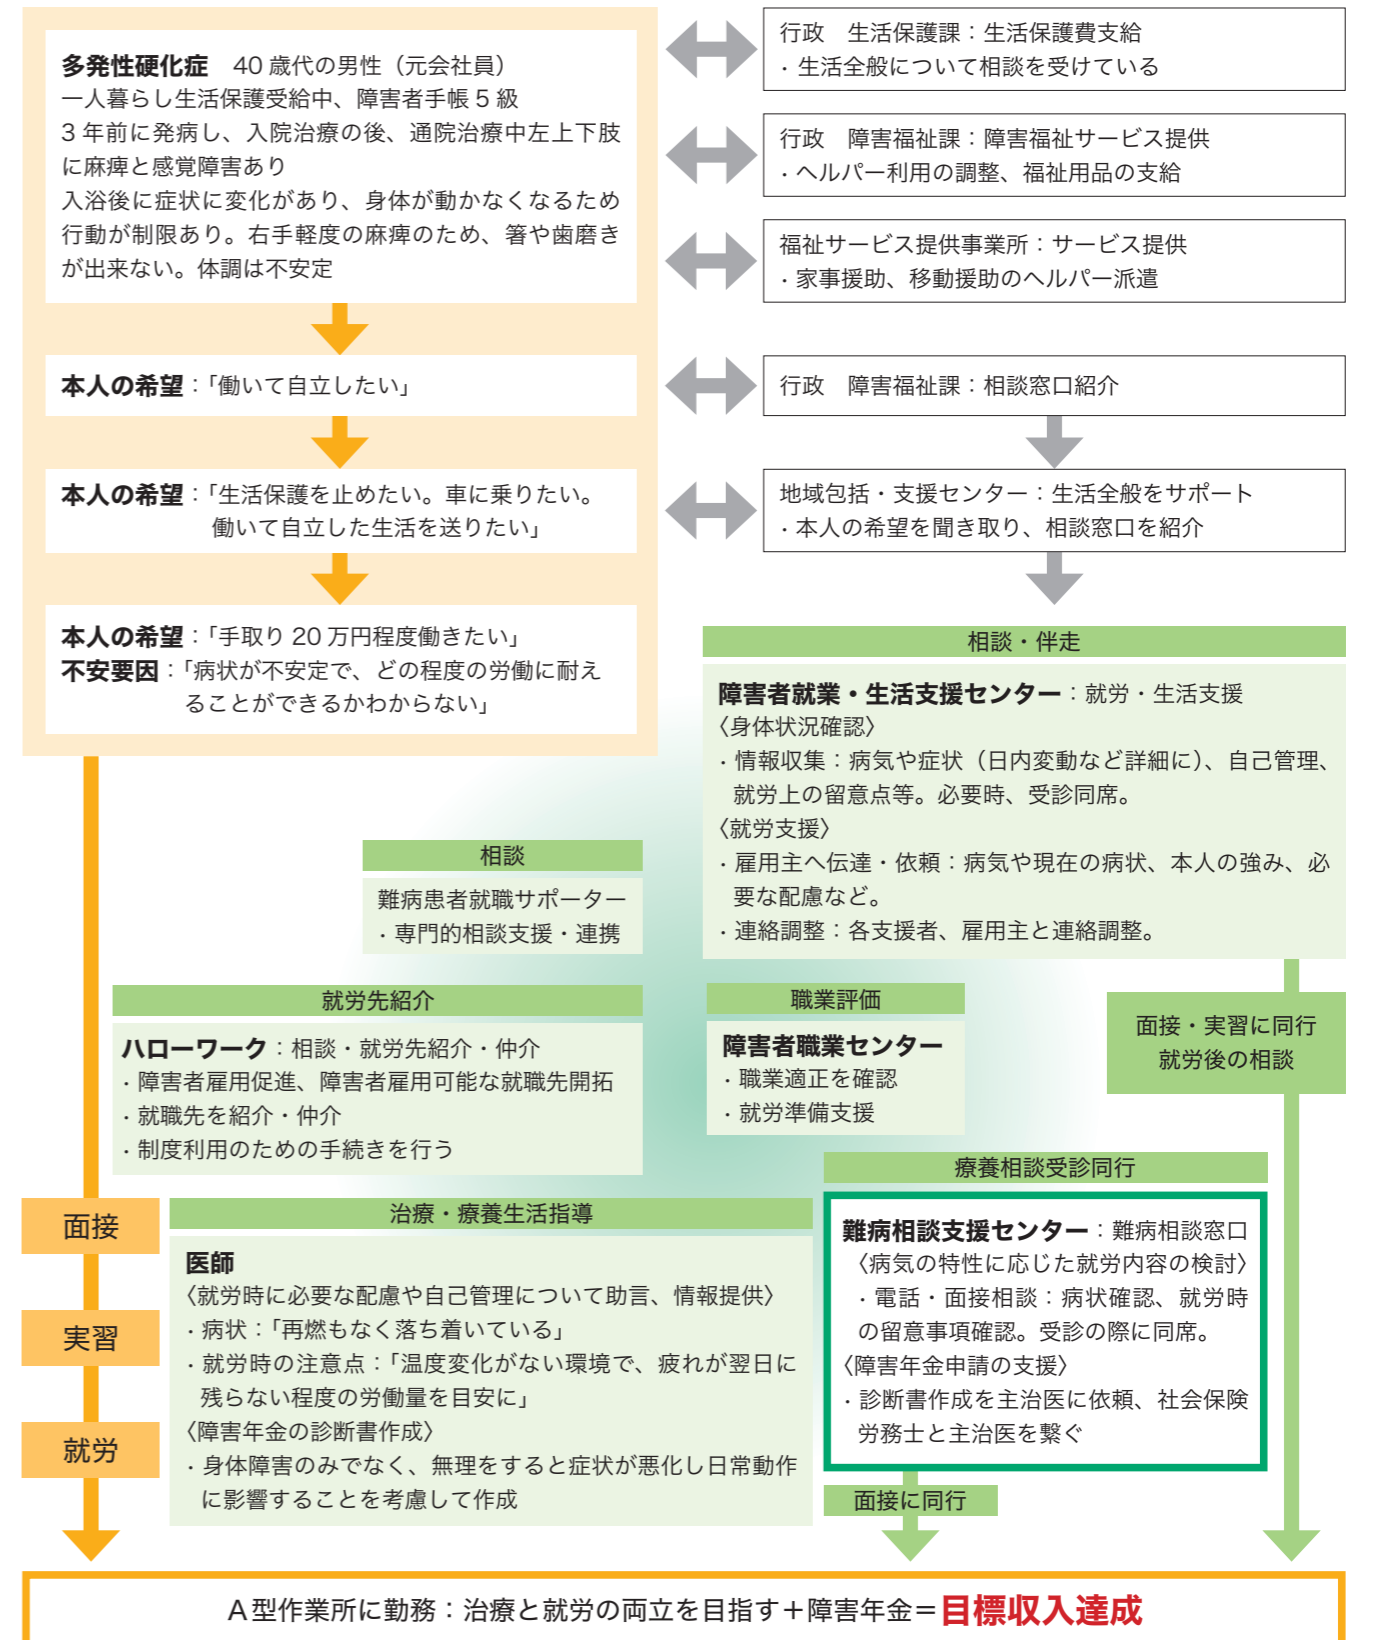 多発性硬化症　40 歳代の男性（元会社員）
一人暮らし生活保護受給中、障害者手帳 5 級
3 年前に発病し、入院治療の後、通院治療中左上下肢
に麻痺と感覚障害あり
入浴後に症状に変化があり、身体が動かなくなるため
行動が制限あり。右手軽度の麻痺のため、箸や歯磨き
が出来ない。体調は不安定
行政　生活保護課：生活保護費支給
・生活全般について相談を受けている
行政　障害福祉課：障害福祉サービス提供
・ヘルパー利用の調整、福祉用品の支給
福祉サービス提供事業所：サービス提供
・家事援助、移動援助のヘルパー派遣
本人の希望：「働いて自立したい」
行政　障害福祉課：相談窓口紹介
本人の希望：「生活保護を止めたい。車に乗りたい。
働いて自立した生活を送りたい」
地域包括・支援センター：生活全般をサポート
・本人の希望を聞き取り、相談窓口を紹介
本人の希望：「手取り 20 万円程度働きたい」
不安要因：「病状が不安定で、どの程度の労働に耐え
ることができるかわからない」
相談・伴走
障害者就業・生活支援センター：就労・生活支援
〈身体状況確認〉
・情報収集：病気や症状（日内変動など詳細に）、自己管理、
就労上の留意点等。必要時、受診同席。
〈就労支援〉
・雇用主へ伝達・依頼：病気や現在の病状、本人の強み、必
要な配慮など。
・連絡調整：各支援者、雇用主と連絡調整。
相談
難病患者就職サポーター
・専門的相談支援・連携
就労先紹介
ハローワーク：相談・就労先紹介・仲介
・障害者雇用促進、障害者雇用可能な就職先開拓
・就職先を紹介・仲介
・制度利用のための手続きを行う
職業評価
障害者職業センター
・職業適正を確認
・就労準備支援
面接・実習に同行
就労後の相談
面接
実習
就労
治療・療養生活指導
医師
〈就労時に必要な配慮や自己管理について助言、情報提供〉
・病状：「再燃もなく落ち着いている」
・就労時の注意点：「温度変化がない環境で、疲れが翌日に
残らない程度の労働量を目安に」
〈障害年金の診断書作成〉
・身体障害のみでなく、無理をすると症状が悪化し日常動作
に影響することを考慮して作成
療養相談受診同行
難病相談支援センター：難病相談窓口
〈病気の特性に応じた就労内容の検討〉
・電話・面接相談：病状確認、就労時
の留意事項確認。受診の際に同席。
〈障害年金申請の支援〉
・診断書作成を主治医に依頼、社会保険
労務士と主治医を繋ぐ
面接に同行
A型作業所に勤務：治療と就労の両立を目指す＋障害年金＝目標収入達成